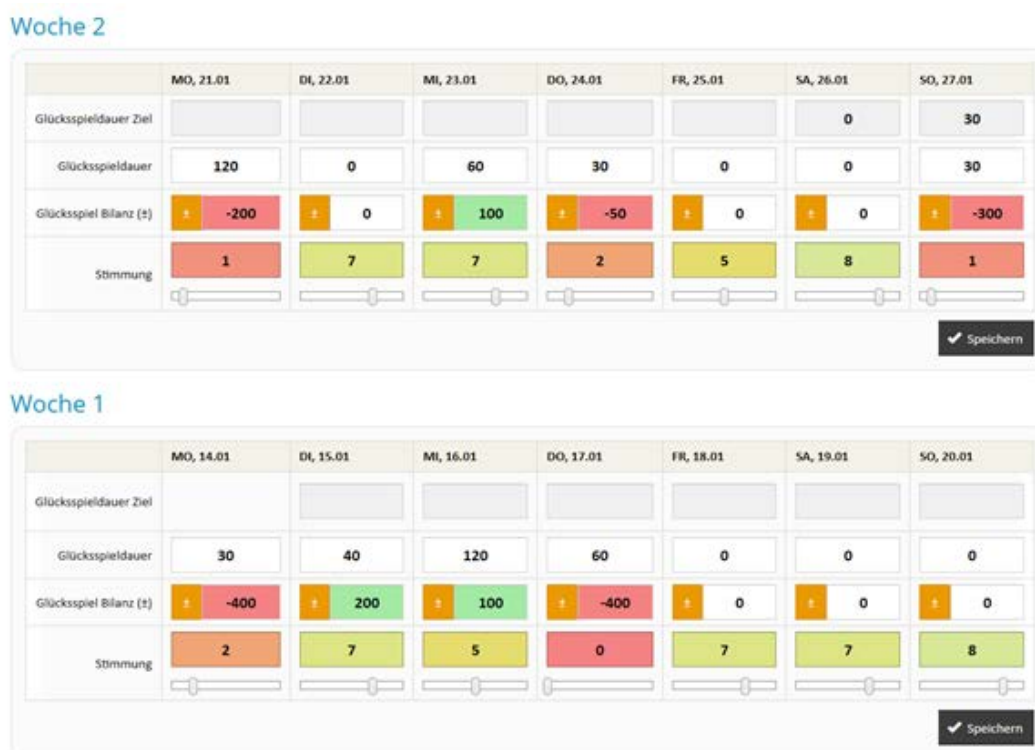 Woche 2
MO, 21.01 DI, 22.01 MI, 23.01 DO, 24.01 FR, 25.01 SA, 26.01 SO, 27.01
Glücksspieldauer Ziel 0 30
Glücksspieldauer 120 0 60 30 0 0 30
Glücksspiel Bilanz (±) ± -200 ± 0 ± 100 ± -50 ± 0 ± 0 ± -300
Stimmung 1 7 7 2 5 8 1
Speichern
Woche 1
MO, 14.01 DI, 15.01 MI, 16.01 DO, 17.01 FR, 18.01 SA, 19.01 SO, 20.01
Glücksspieldauer Ziel
Glücksspieldauer 30 40 120 60 0 0 0
Glücksspiel Bilanz (±) ± -400 ± 200 ± 100 ± -400 ± 0 ± 0 ± 0
Stimmung 2 7 5 0 7 7 8
Speichern